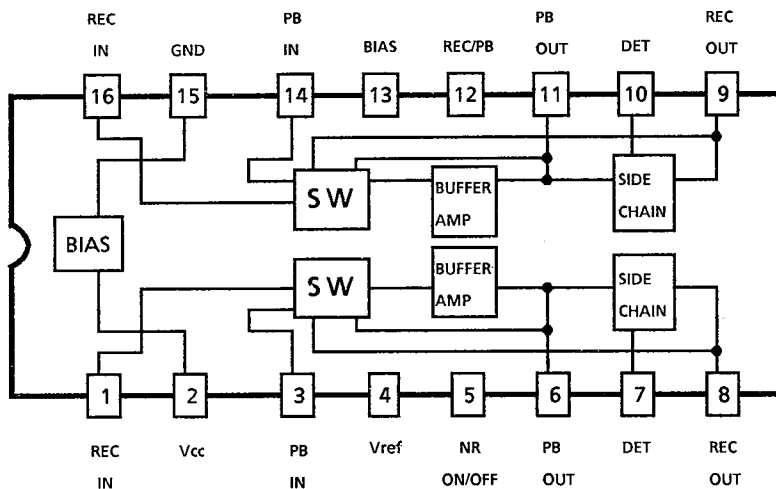 REC PB PB REC
IN GND IN BIAS REC/PB OUT DET OUT
16 15 14 13 12 11 10 9
SW BUFFER AMP SIDE CHAIN
BIAS
SW BUFFER AMP SIDE CHAIN
1 2 3 4 5 6 7 8
REC Vcc PB Vref NR PB DET REC
IN IN ON/OFF OUT OUT